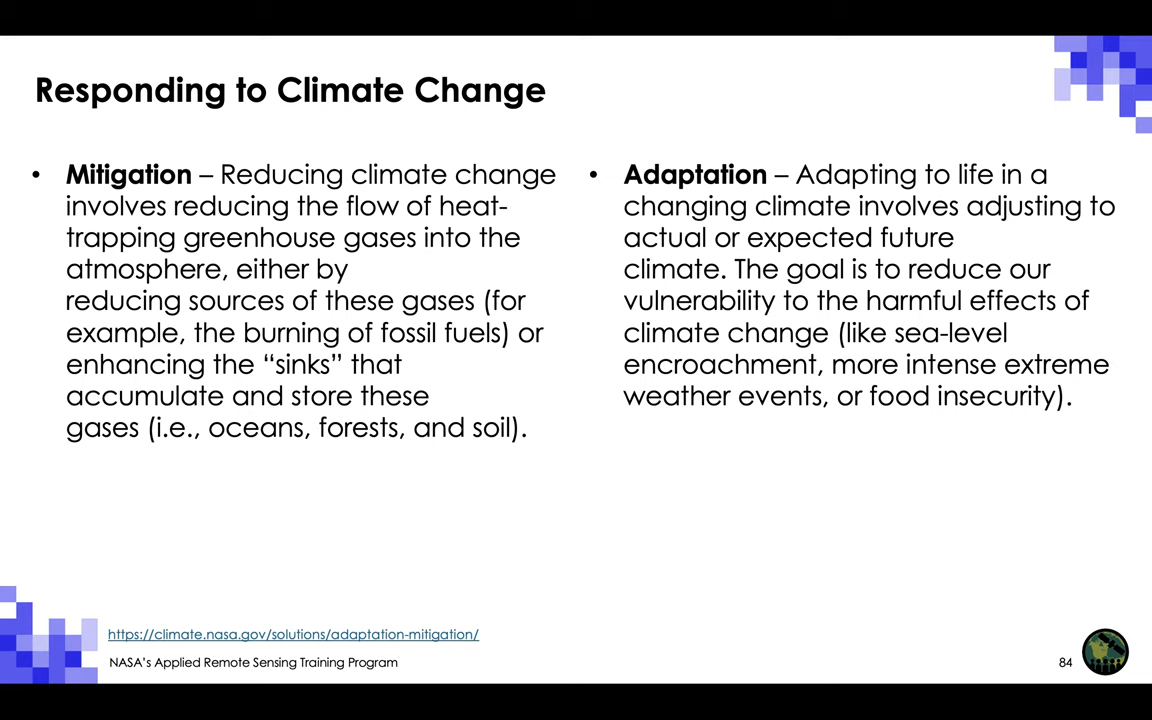 Responding to Climate Change
• Mitigation – Reducing climate change
involves reducing the flow of heat-
trapping greenhouse gases into the
atmosphere, either by
reducing sources of these gases (for
example, the burning of fossil fuels) or
enhancing the “sinks” that
accumulate and store these
gases (i.e., oceans, forests, and soil).
• Adaptation – Adapting to life in a
changing climate involves adjusting to
actual or expected future
climate. The goal is to reduce our
vulnerability to the harmful effects of
climate change (like sea-level
encroachment, more intense extreme
weather events, or food insecurity).
https://climate.nasa.gov/solutions/adaptation-mitigation/
NASA’s Applied Remote Sensing Training Program
84